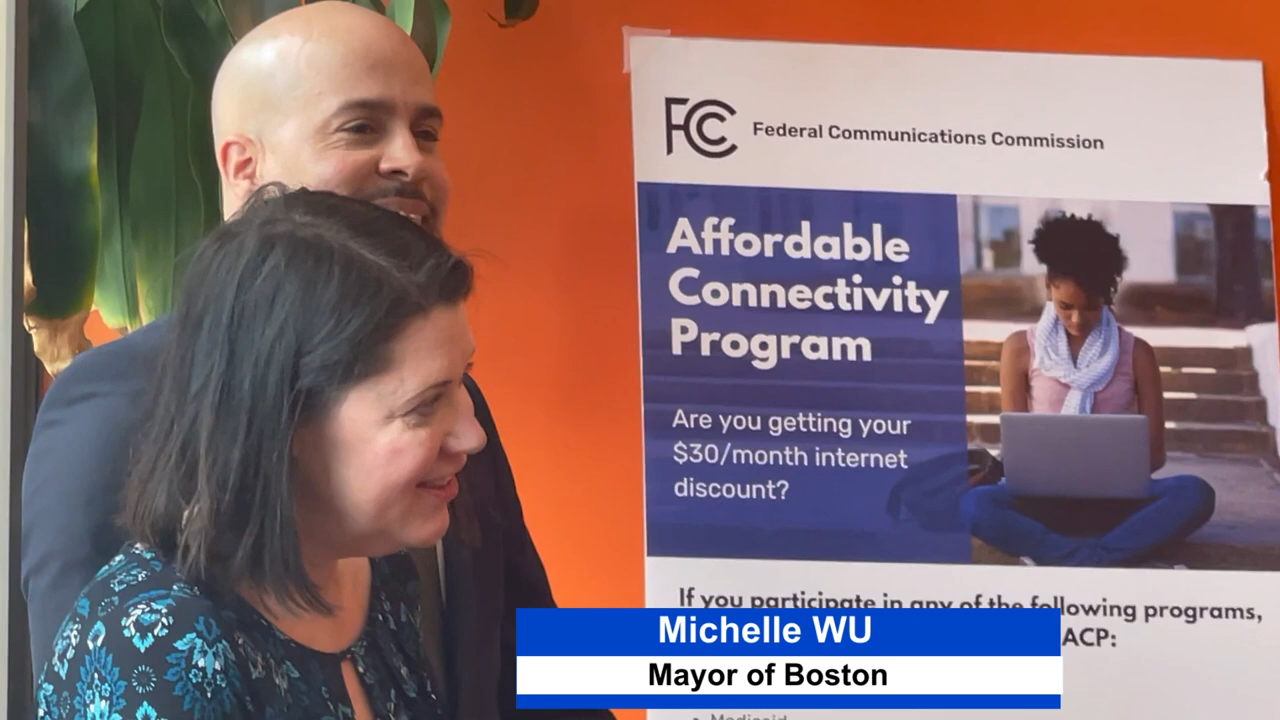 FCC Federal Communications Commission
Affordable
Connectivity
Program
Are you getting your
$30/month internet
discount?
If you participate in any of the following programs,
ACP:
Michelle WU
Mayor of Boston
• Medicaid